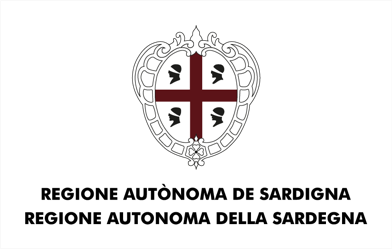 REGIONE AUTÒNOMA DE SARDIGNA
REGIONE AUTONOMA DELLA SARDEGNA